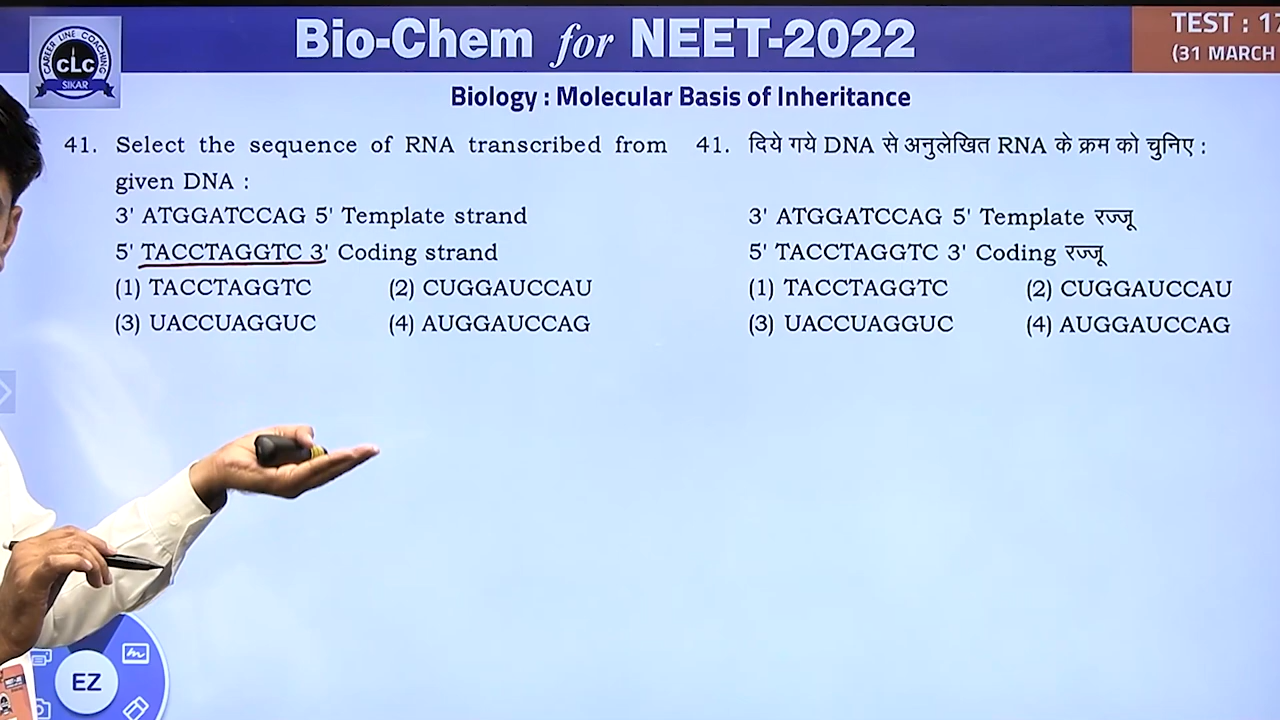 Bio-Chem for NEET-2022
TEST : 17
(31 MARCH
CAREER LINE COACHING
CLC
SIKAR
Biology : Molecular Basis of Inheritance
41. Select the sequence of RNA transcribed from
given DNA :
3' ATGGATCCAG 5' Template strand
5' TACCTAGGTC 3' Coding strand
(1) TACCTAGGTC (2) CUGGAUCCAU
(3) UACCUAGGUC (4) AUGGAUCCAG
41. दिये गये DNA से अनुलेखित RNA के क्रम को चुनिए :
3' ATGGATCCAG 5' Template रज्जू
5' TACCTAGGTC 3' Coding रज्जू
(1) TACCTAGGTC (2) CUGGAUCCAU
(3) UACCUAGGUC (4) AUGGAUCCAG
EZ